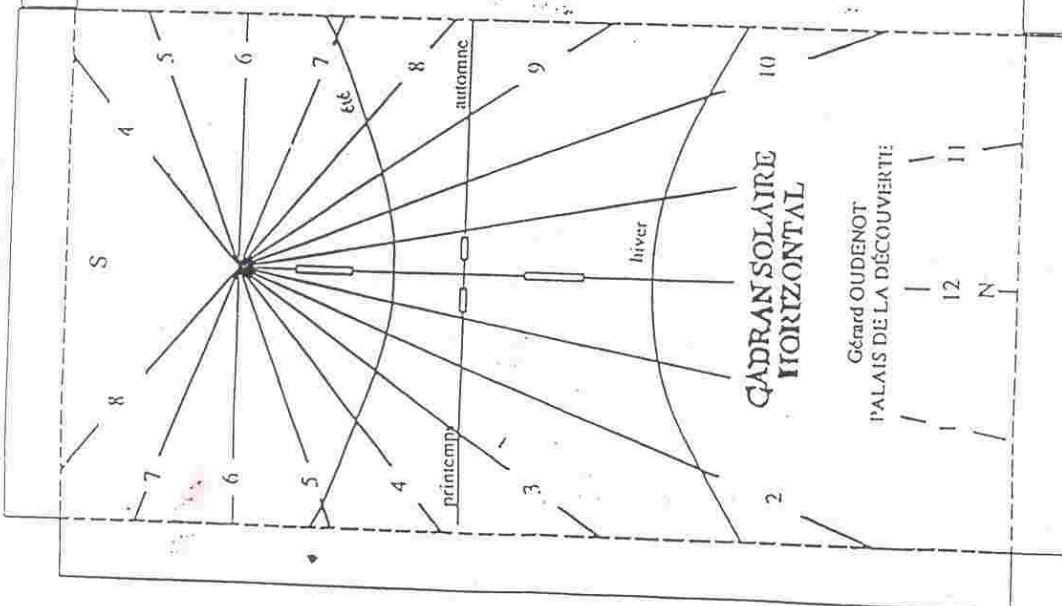 S
4
5
6
7
8
9
10
11
12
1
2
3
4
5
6
7
8
été
printemps
automne
hiver
CADRAN SOLAIRE
HORIZONTAL
Gérard OUDENOT
PALAIS DE LA DÉCOUVERTE
N